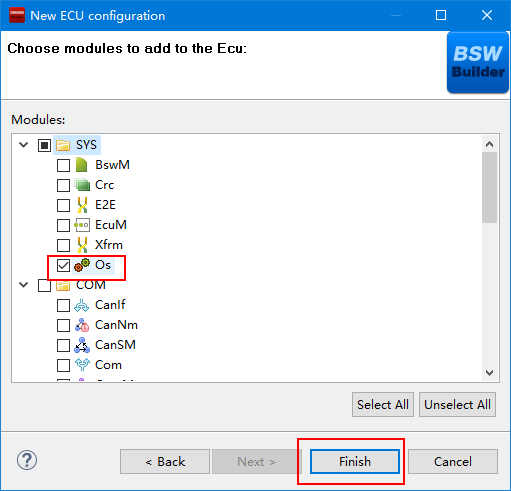 New ECU configuration
Choose modules to add to the Ecu:
BSW
Builder
Modules:
SYS
BswM
Crc
E2E
EcuM
Xfrm
Os
COM
CanIf
CanNm
CanSM
Com
Select All
Unselect All
?
< Back
Next >
Finish
Cancel